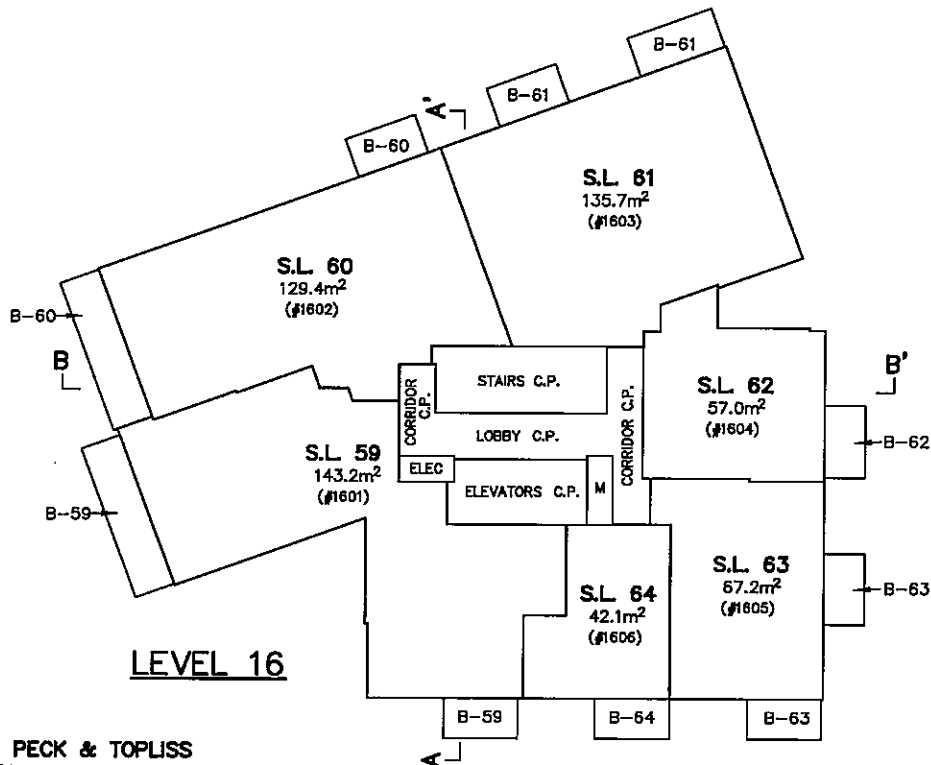 B-61
B-61
A'
B-60
S.L. 61
135.7m²
(#1603)
S.L. 60
129.4m²
(#1602)
B-60
B
B'
STAIRS C.P.
CORRIDOR C.P.
S.L. 62
57.0m²
(#1604)
CORRIDOR C.P.
LOBBY C.P.
B-62
S.L. 59
143.2m²
(#1601)
ELEC
ELEVATORS C.P.
M
B-59
S.L. 63
67.2m²
(#1605)
B-63
S.L. 64
42.1m²
(#1606)
LEVEL 16
B-59
B-64
B-63
A
PECK & TOPLISS